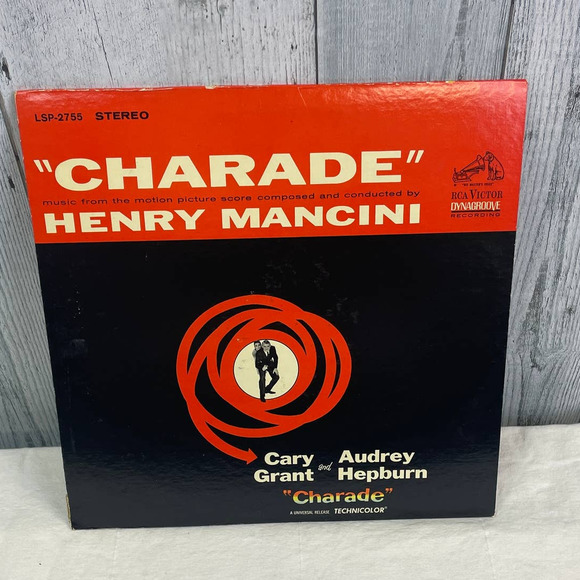 LSP-2755 STEREO
"CHARADE"
music from the motion picture score composed and conducted by
HENRY MANCINI
"HIS MASTER'S VOICE"
RCA VICTOR
DYNAGROOVE
RECORDING
Cary Grant and Audrey Hepburn
"Charade"
A UNIVERSAL RELEASE TECHNICOLOR®